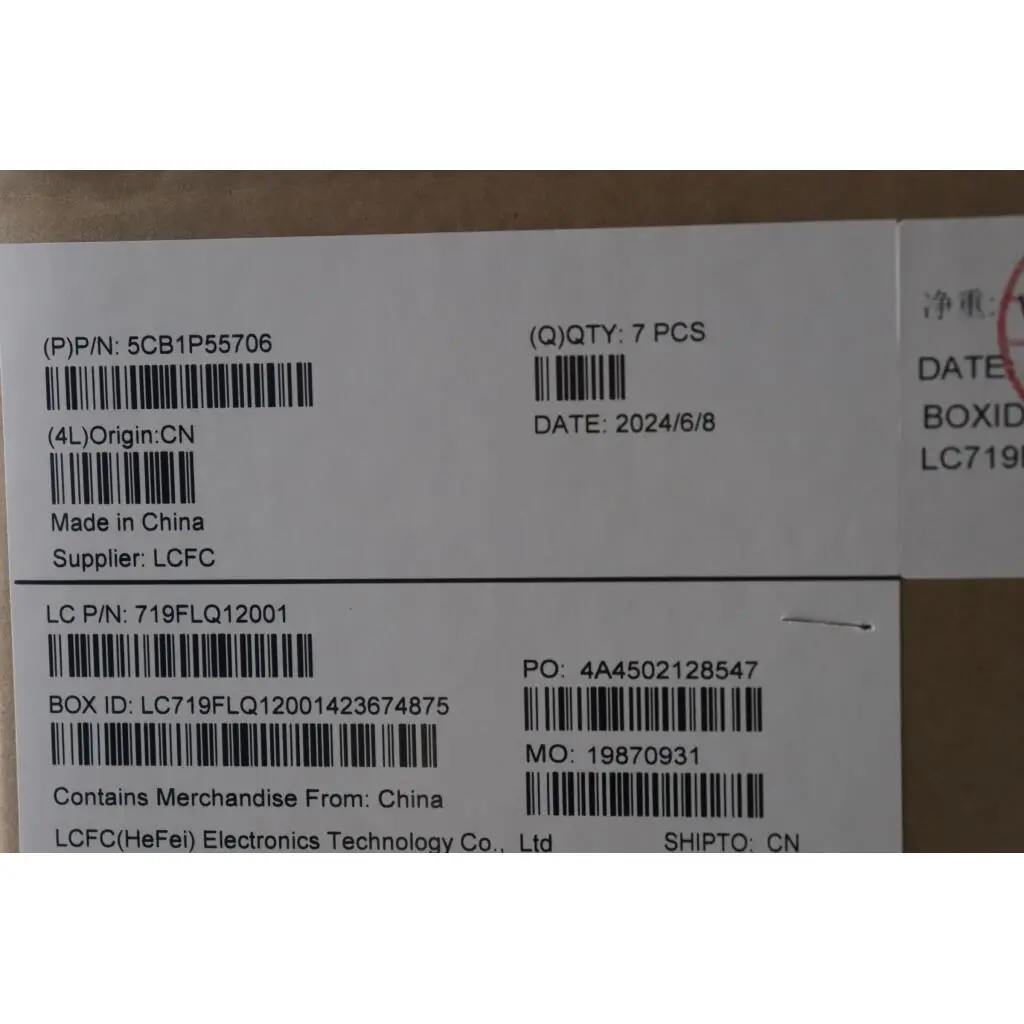 (P)P/N: 5CB1P55706
(Q)QTY: 7 PCS
DATE: 2024/6/8
(4L)Origin:CN
Made in China
Supplier: LCFC
LC P/N: 719FLQ12001
BOX ID: LC719FLQ12001423674875
PO: 4A4502128547
MO: 19870931
Contains Merchandise From: China
LCFC(HeFei) Electronics Technology Co., Ltd
SHIPTO: CN
净重:
DATE
BOXID
LC719